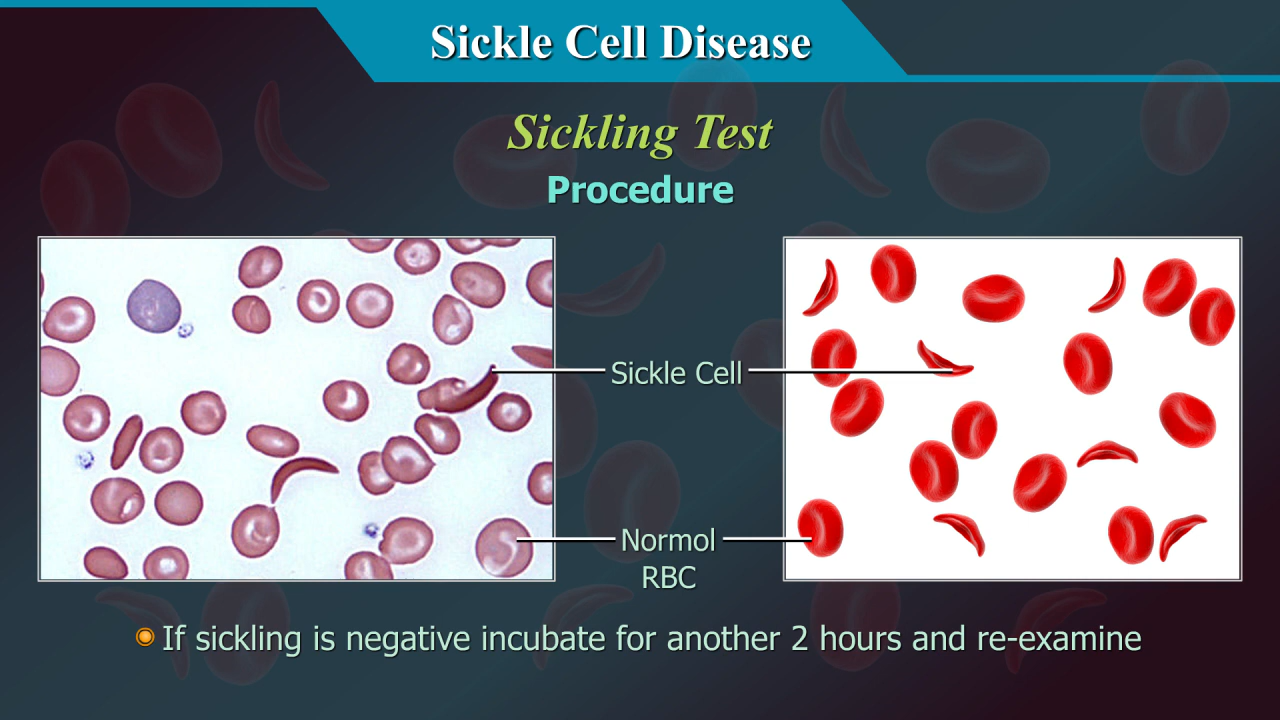 Sickle Cell Disease
Sickling Test
Procedure
Sickle Cell
Normol
RBC
If sickling is negative incubate for another 2 hours and re-examine